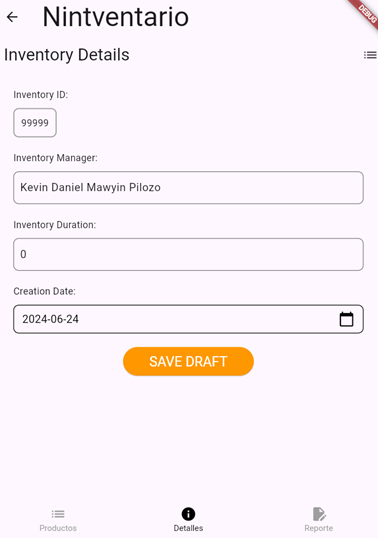 Nintventario
DEBUG
Inventory Details
Inventory ID:
99999
Inventory Manager:
Kevin Daniel Mawyin Pilozo
Inventory Duration:
0
Creation Date:
2024-06-24
SAVE DRAFT
Productos
Detalles
Reporte